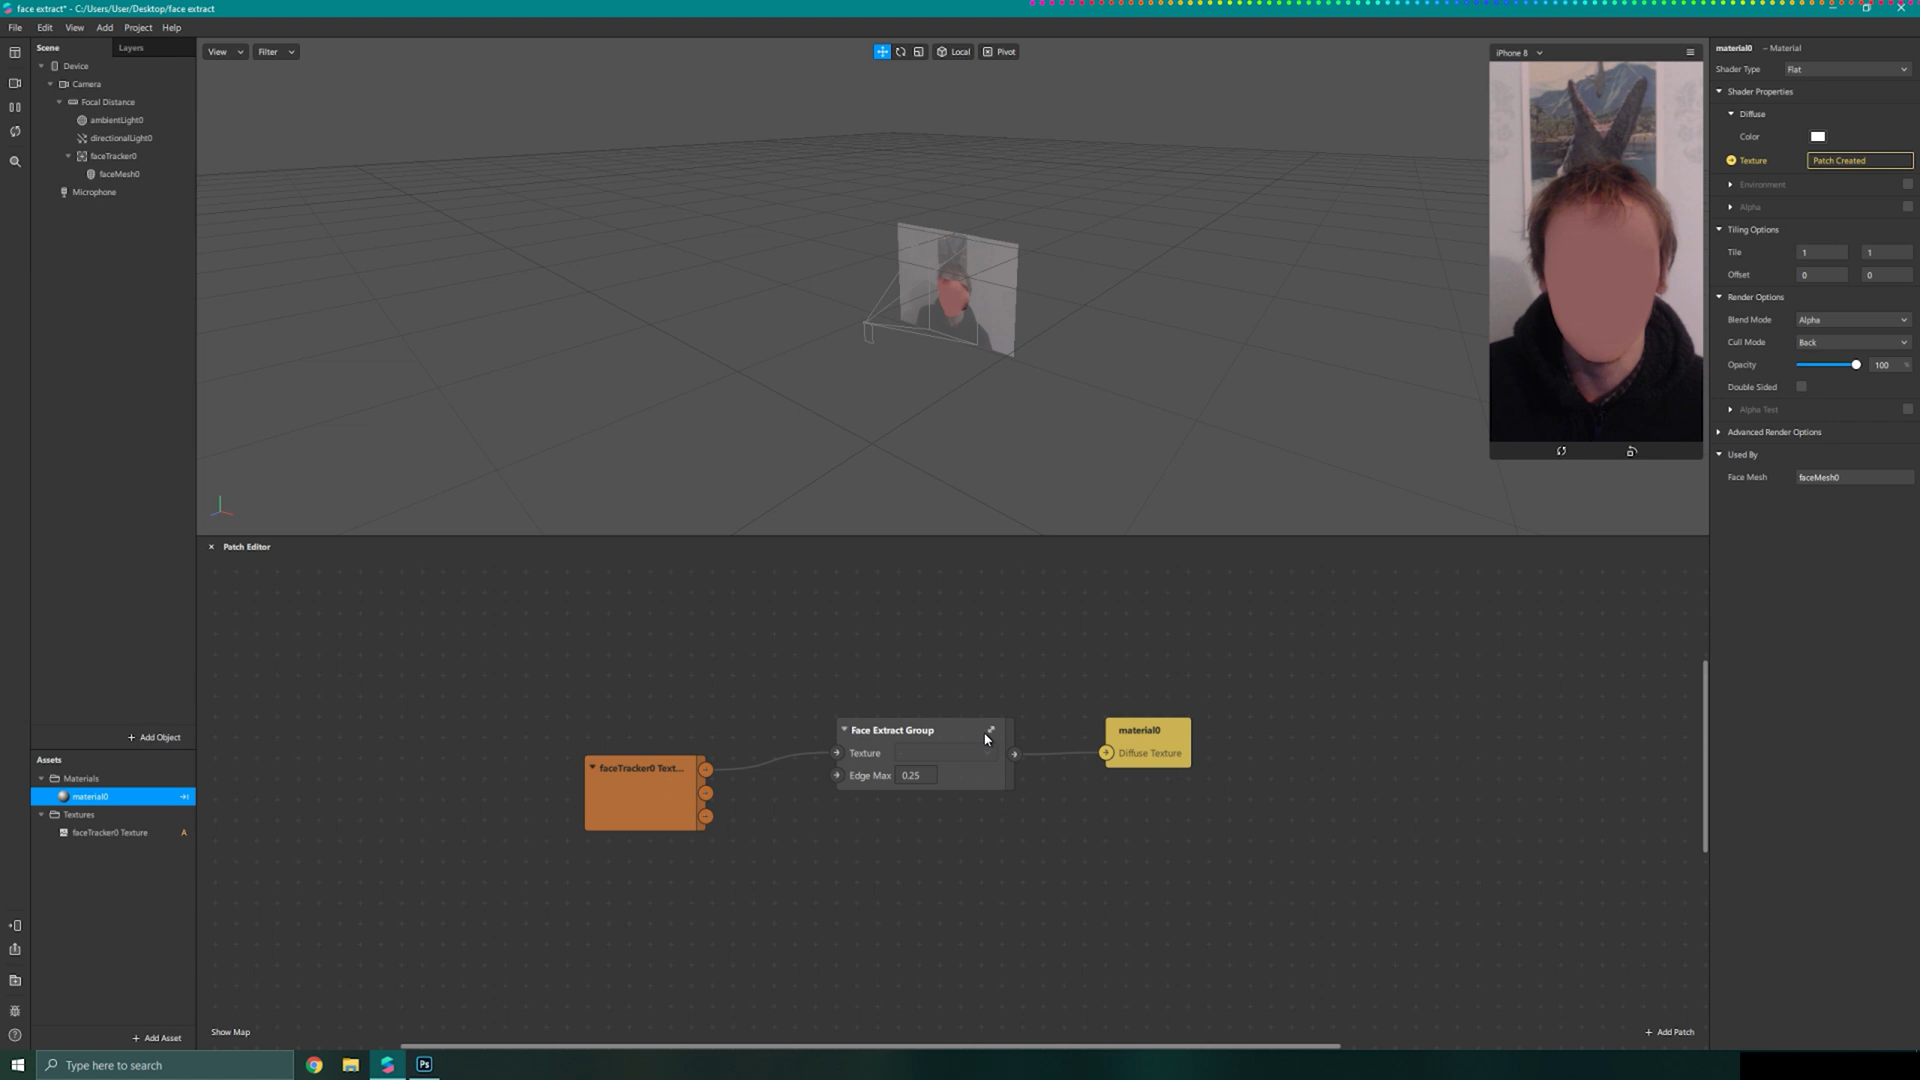 face extract* - C:/Users/User/Desktop/face extract
File Edit View Add Project Help
Scene Layers
Device
Camera
Focal Distance
ambientLight0
directionalLight0
faceTracker0
faceMesh0
Microphone
+ Add Object
Assets
Materials
material0
Textures
faceTracker0 Texture A
+ Add Asset
View Filter Local Pivot
iPhone 8
Patch Editor
faceTracker0 Text...
Face Extract Group
Texture
Edge Max 0.25
material0
Diffuse Texture
Show Map
+ Add Patch
material0 – Material
Shader Type Flat
Shader Properties
Diffuse
Color
Texture Patch Created
Environment
Alpha
Tiling Options
Tile 1 1
Offset 0 0
Render Options
Blend Mode Alpha
Cull Mode Back
Opacity 100 %
Double Sided
Alpha Test
Advanced Render Options
Used By
Face Mesh faceMesh0
Type here to search
Ps